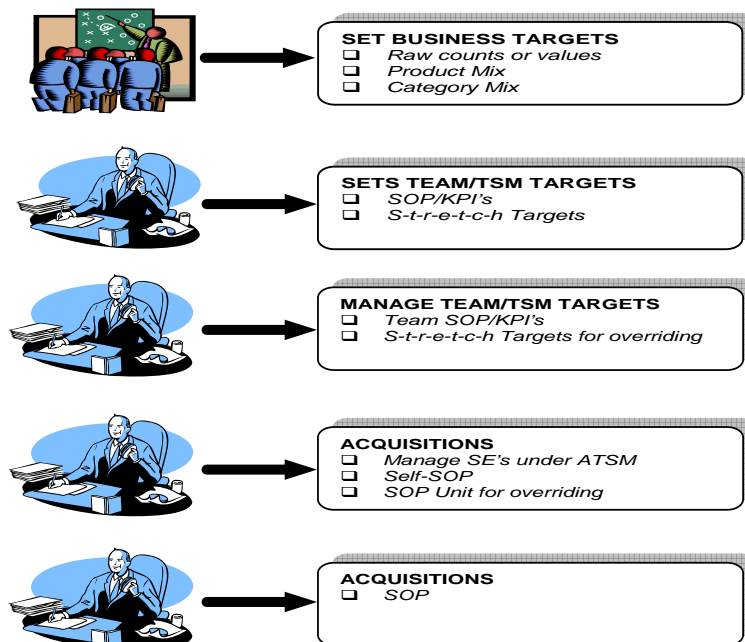 SET BUSINESS TARGETS
❑ Raw counts or values
❑ Product Mix
❑ Category Mix
SETS TEAM/TSM TARGETS
❑ SOP/KPI's
❑ S-t-r-e-t-c-h Targets
MANAGE TEAM/TSM TARGETS
❑ Team SOP/KPI's
❑ S-t-r-e-t-c-h Targets for overriding
ACQUISITIONS
❑ Manage SE's under ATSM
❑ Self-SOP
❑ SOP Unit for overriding
ACQUISITIONS
❑ SOP